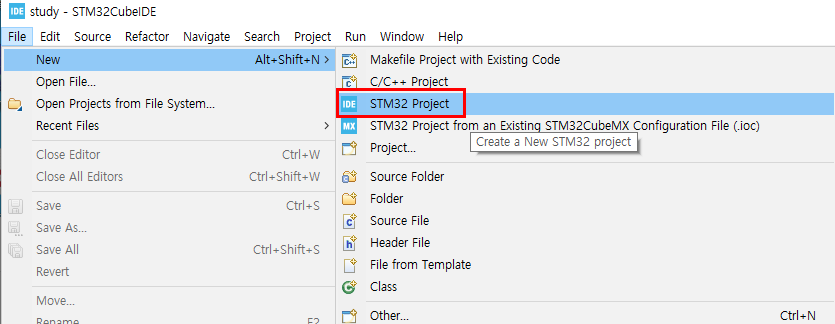 IDE study - STM32CubeIDE
File Edit Source Refactor Navigate Search Project Run Window Help
New Alt+Shift+N >
Open File...
Open Projects from File System...
Recent Files >
Close Editor Ctrl+W
Close All Editors Ctrl+Shift+W
Save Ctrl+S
Save As...
Save All Ctrl+Shift+S
Revert
Move...
Rename... F2
Makefile Project with Existing Code
C/C++ Project
IDE STM32 Project
MX STM32 Project from an Existing STM32CubeMX Configuration File (.ioc)
Create a New STM32 project
Project...
Source Folder
Folder
Source File
Header File
File from Template
Class
Other... Ctrl+N